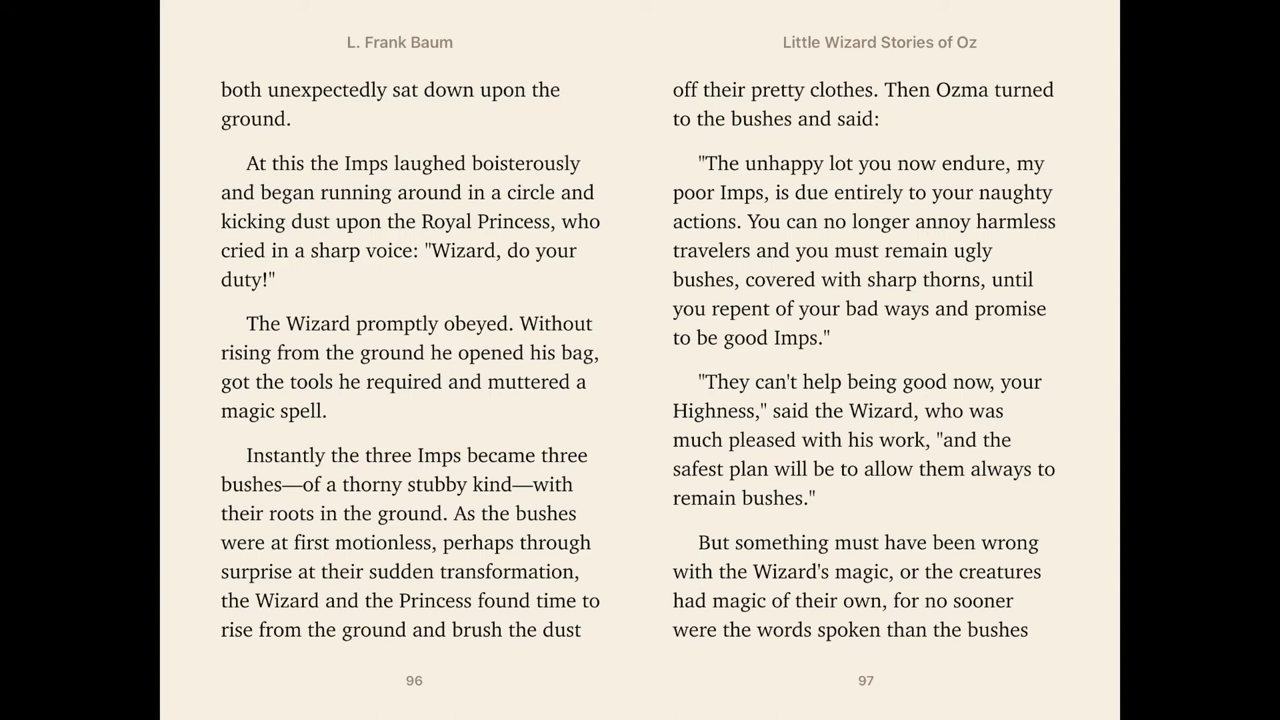 L. Frank Baum
both unexpectedly sat down upon the
ground.
At this the Imps laughed boisterously
and began running around in a circle and
kicking dust upon the Royal Princess, who
cried in a sharp voice: "Wizard, do your
duty!"
The Wizard promptly obeyed. Without
rising from the ground he opened his bag,
got the tools he required and muttered a
magic spell.
Instantly the three Imps became three
bushes—of a thorny stubby kind—with
their roots in the ground. As the bushes
were at first motionless, perhaps through
surprise at their sudden transformation,
the Wizard and the Princess found time to
rise from the ground and brush the dust
96
Little Wizard Stories of Oz
off their pretty clothes. Then Ozma turned
to the bushes and said:
"The unhappy lot you now endure, my
poor Imps, is due entirely to your naughty
actions. You can no longer annoy harmless
travelers and you must remain ugly
bushes, covered with sharp thorns, until
you repent of your bad ways and promise
to be good Imps."
"They can't help being good now, your
Highness," said the Wizard, who was
much pleased with his work, "and the
safest plan will be to allow them always to
remain bushes."
But something must have been wrong
with the Wizard's magic, or the creatures
had magic of their own, for no sooner
were the words spoken than the bushes
97